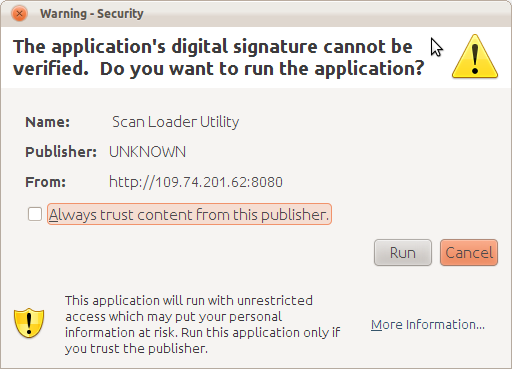 Warning - Security
The application's digital signature cannot be
verified.  Do you want to run the application?
Name: Scan Loader Utility
Publisher: UNKNOWN
From: http://109.74.201.62:8080
Always trust content from this publisher.
Run Cancel
This application will run with unrestricted
access which may put your personal
information at risk. Run this application only if
you trust the publisher.
More Information...